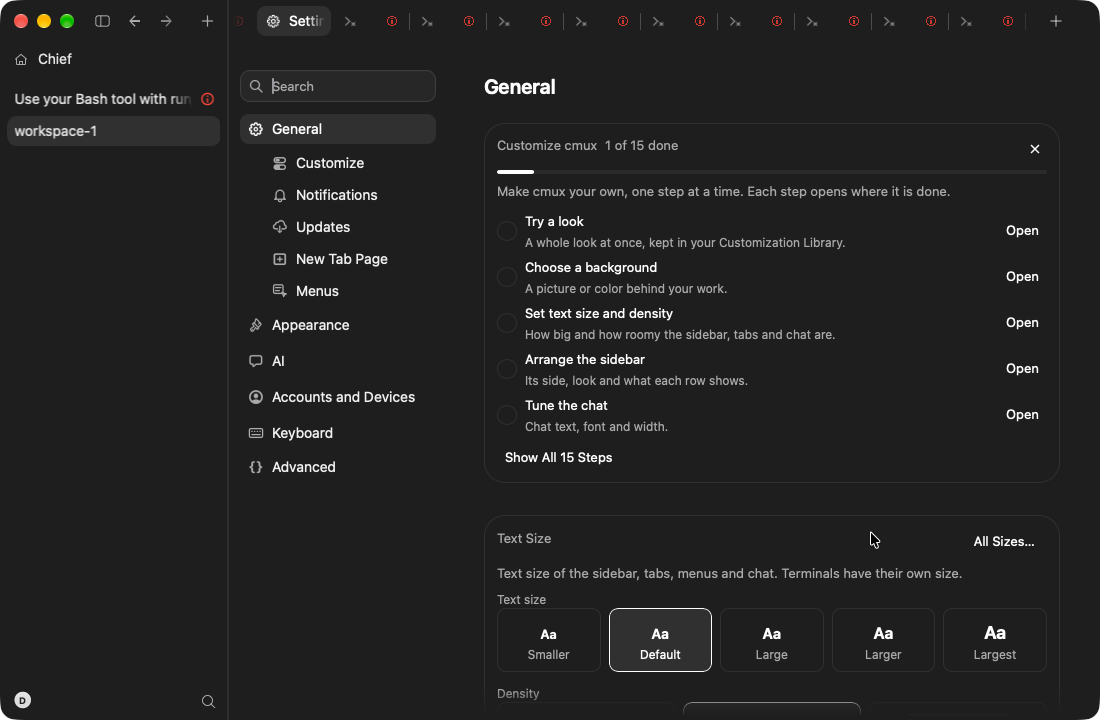 Settin
Chief
Use your Bash tool with run
workspace-1
D
Search
General
Customize
Notifications
Updates
New Tab Page
Menus
Appearance
AI
Accounts and Devices
Keyboard
Advanced
General
Customize cmux 1 of 15 done
Make cmux your own, one step at a time. Each step opens where it is done.
Try a look
A whole look at once, kept in your Customization Library.
Open
Choose a background
A picture or color behind your work.
Open
Set text size and density
How big and how roomy the sidebar, tabs and chat are.
Open
Arrange the sidebar
Its side, look and what each row shows.
Open
Tune the chat
Chat text, font and width.
Open
Show All 15 Steps
Text Size
All Sizes...
Text size of the sidebar, tabs, menus and chat. Terminals have their own size.
Text size
Aa Aa Aa Aa Aa
Smaller Default Large Larger Largest
Density